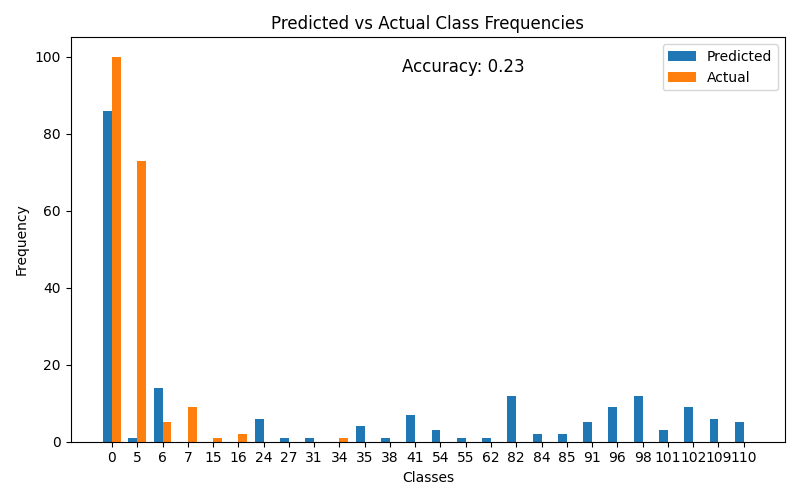 Predicted vs Actual Class Frequencies
Accuracy: 0.23
Predicted
Actual
Frequency
100
80
60
40
20
0
0 5 6 7 15 16 24 27 31 34 35 38 41 54 55 62 82 84 85 91 96 98 101 102 109 110
Classes